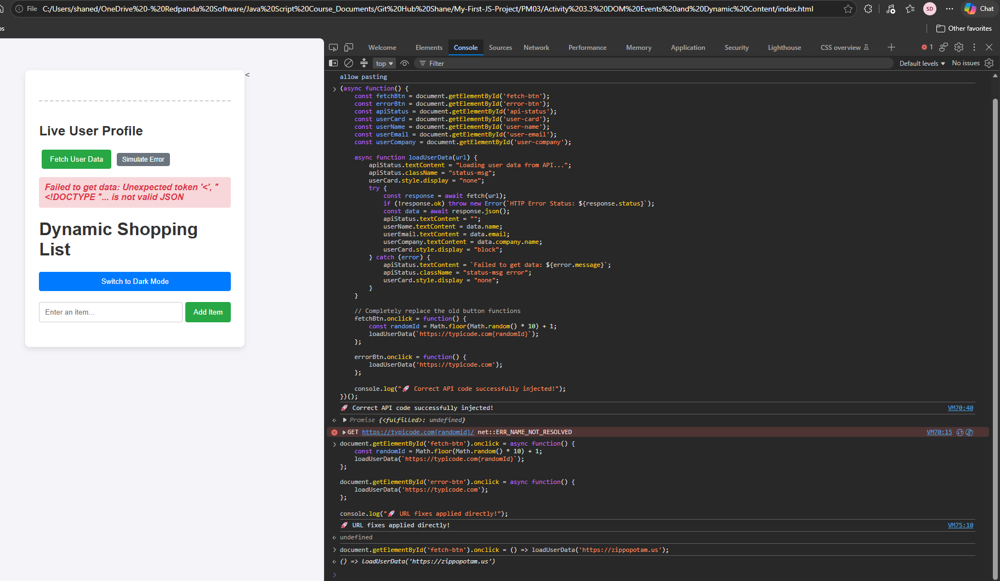 File C:/Users/shaned/OneDrive%20-%20Redpanda%20Software/Java%20Script%20Course_Documents/Git%20Hub%20Shane/My-First-JS-Project/PM03/Activity%203.3%20DOM%20Events%20and%20Dynamic%20Content/index.html SD Chat
Other favorites
Welcome Elements Console Sources Network Performance Memory Application Security Lighthouse CSS overview 1
top Filter Default levels No issues
<
Live User Profile
Fetch User Data Simulate Error
Failed to get data: Unexpected token '<', "
<!DOCTYPE "... is not valid JSON
Dynamic Shopping
List
Switch to Dark Mode
Enter an item... Add Item
allow pasting
(async function() {
const fetchBtn = document.getElementById('fetch-btn');
const errorBtn = document.getElementById('error-btn');
const apiStatus = document.getElementById('api-status');
const userCard = document.getElementById('user-card');
const userName = document.getElementById('user-name');
const userEmail = document.getElementById('user-email');
const userCompany = document.getElementById('user-company');
async function loadUserData(url) {
apiStatus.textContent = "Loading user data from API...";
apiStatus.className = "status-msg";
userCard.style.display = "none";
try {
const response = await fetch(url);
if (!response.ok) throw new Error(`HTTP Error Status: ${response.status}`);
const data = await response.json();
apiStatus.textContent = "";
userName.textContent = data.name;
userEmail.textContent = data.email;
userCompany.textContent = data.company.name;
userCard.style.display = "block";
} catch (error) {
apiStatus.textContent = `Failed to get data: ${error.message}`;
apiStatus.className = "status-msg error";
userCard.style.display = "none";
}
}
// Completely replace the old button functions
fetchBtn.onclick = function() {
const randomId = Math.floor(Math.random() * 10) + 1;
loadUserData(`https://typicode.com{randomId}`);
};
errorBtn.onclick = function() {
loadUserData('https://typicode.com');
};
console.log("🚀 Correct API code successfully injected!");
})();
🚀 Correct API code successfully injected! VM70:40
Promise {<fulfilled>: undefined}
GET https://typicode.com{randomid}/ net::ERR_NAME_NOT_RESOLVED VM70:15
document.getElementById('fetch-btn').onclick = async function() {
const randomId = Math.floor(Math.random() * 10) + 1;
loadUserData(`https://typicode.com{randomId}`);
};
document.getElementById('error-btn').onclick = async function() {
loadUserData('https://typicode.com');
};
console.log("🚀 URL fixes applied directly!");
🚀 URL fixes applied directly! VM75:10
undefined
document.getElementById('fetch-btn').onclick = () => loadUserData('https://zippopotam.us');
() => loadUserData('https://zippopotam.us')